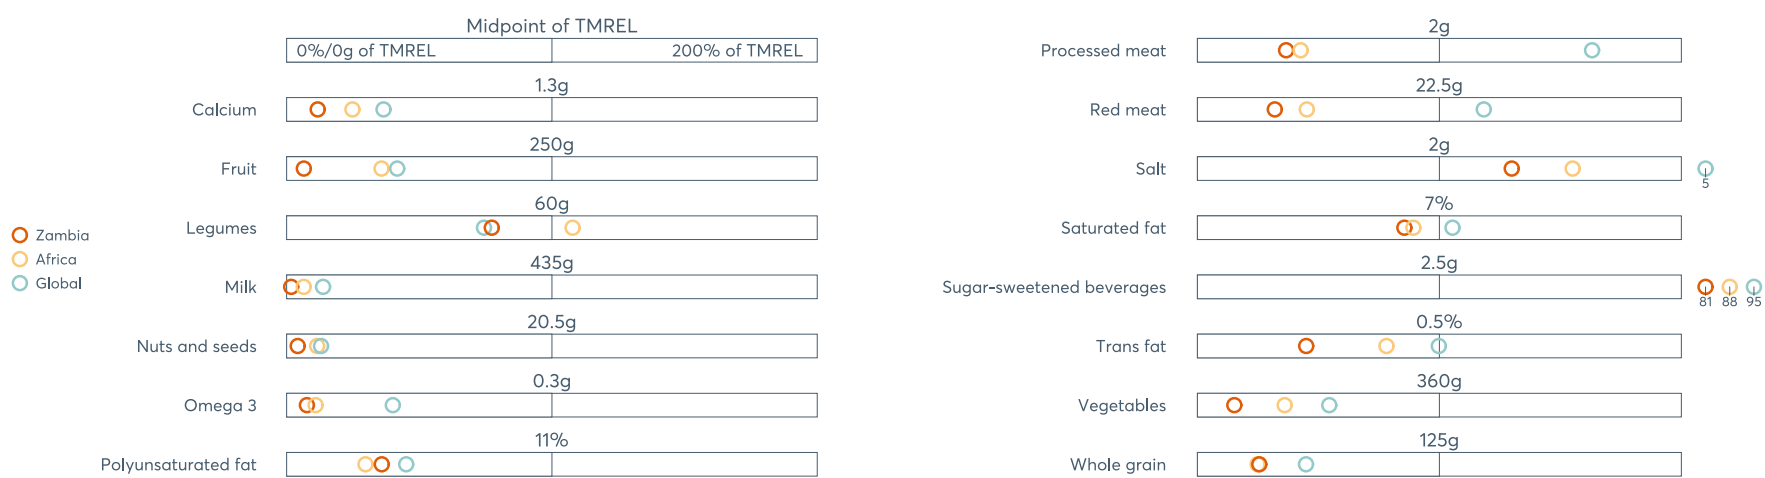 Midpoint of TMREL
0%/0g of TMREL 200% of TMREL
1.3g
Calcium
250g
Fruit
60g
Legumes
435g
Milk
20.5g
Nuts and seeds
0.3g
Omega 3
11%
Polyunsaturated fat
Zambia
Africa
Global
2g
Processed meat
22.5g
Red meat
2g
Salt
5
7%
Saturated fat
2.5g
Sugar-sweetened beverages
81 88 95
0.5%
Trans fat
360g
Vegetables
125g
Whole grain